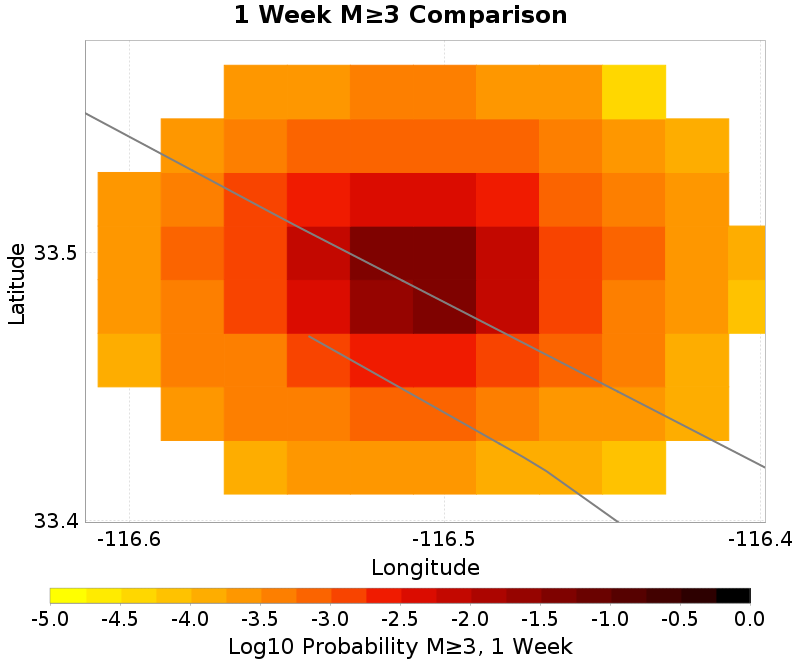 1 Week M≥3 Comparison
Latitude
33.5
33.4
-116.6 -116.5 -116.4
Longitude
-5.0 -4.5 -4.0 -3.5 -3.0 -2.5 -2.0 -1.5 -1.0 -0.5 0.0
Log10 Probability M≥3, 1 Week